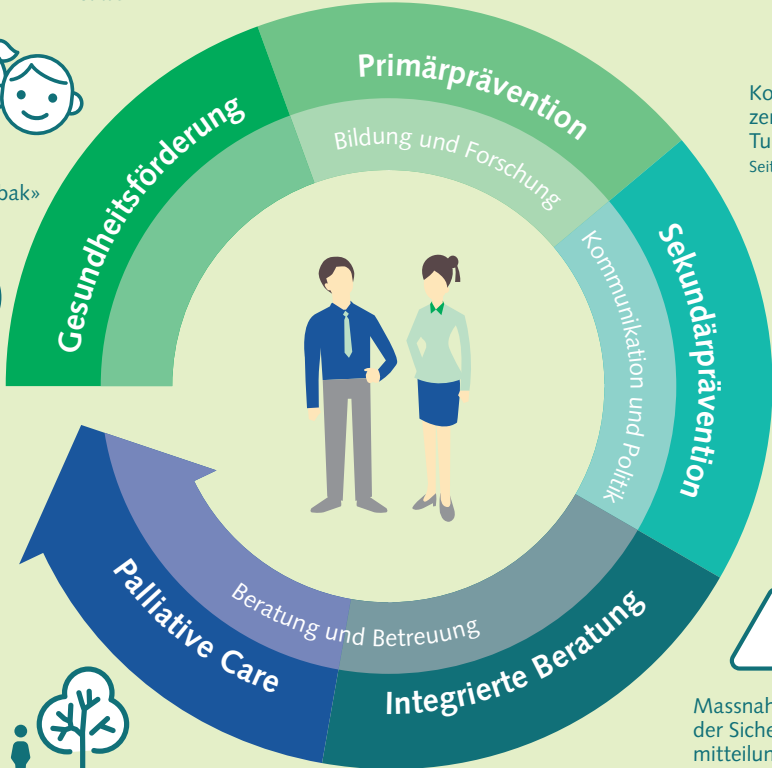 Gesundheitsförderung
Primärprävention
Bildung und Forschung
Sekundärprävention
Kommunikation und Politik
Integrierte Beratung
Beratung und Betreuung
Palliative Care
Seit
Massnah
der Siche
mitteilun